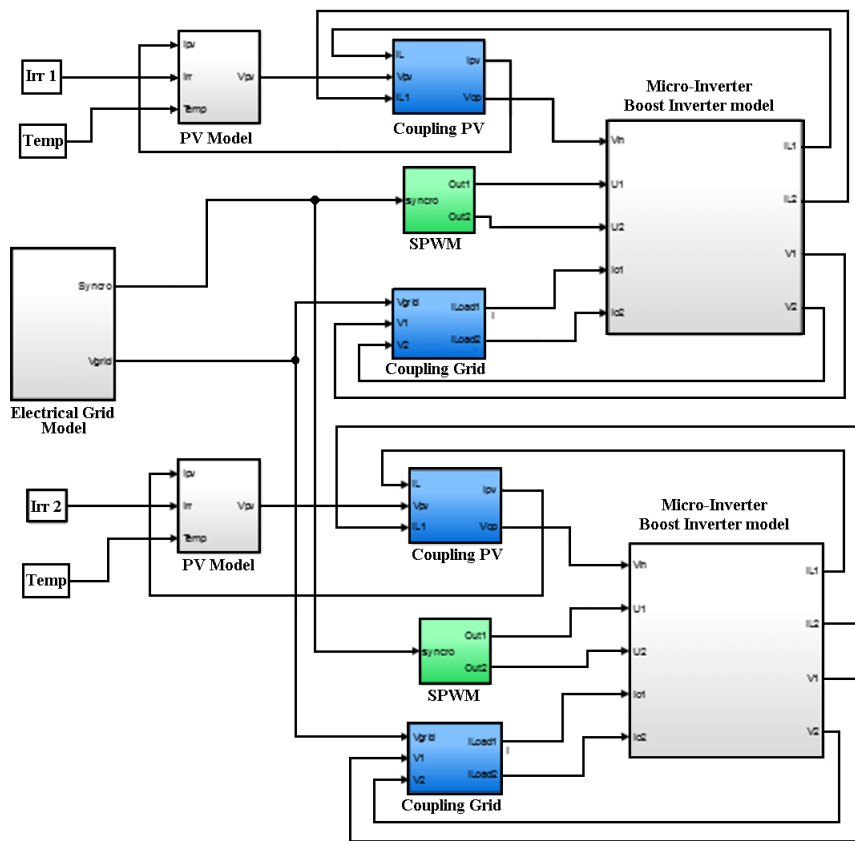 Irr 1
Temp
Ipv
Irr
Temp
Vpv
PV Model
IL
Vpv
IL1
Ipv
Vop
Coupling PV
Micro-Inverter
Boost Inverter model
Vin
U1
U2
Io1
Io2
IL1
IL2
V1
V2
syncro
Out1
Out2
SPWM
Vgrid
V1
V2
ILoad1
ILoad2
I
Coupling Grid
Syncro
Vgrid
Electrical Grid
Model
Irr 2
Temp
Ipv
Irr
Temp
Vpv
PV Model
IL
Vpv
IL1
Ipv
Vop
Coupling PV
Micro-Inverter
Boost Inverter model
Vin
U1
U2
Io1
Io2
IL1
IL2
V1
V2
syncro
Out1
Out2
SPWM
Vgrid
V1
V2
ILoad1
ILoad2
I
Coupling Grid